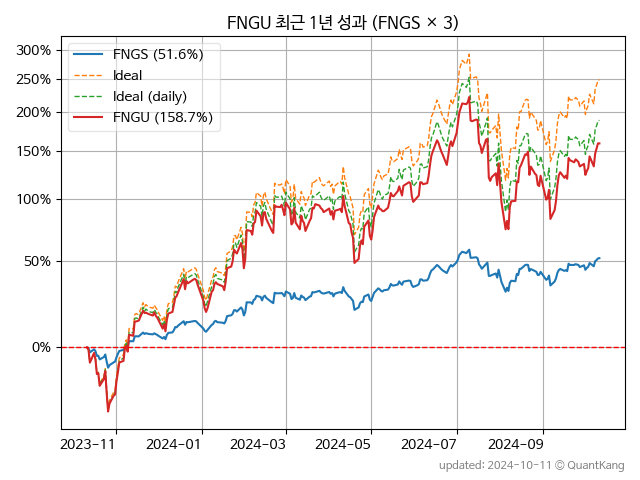 FNGU 최근 1년 성과 (FNGS × 3)
FNGS (51.6%)
Ideal
Ideal (daily)
FNGU (158.7%)
300%
250%
200%
150%
100%
50%
0%
2023-11 2024-01 2024-03 2024-05 2024-07 2024-09
updated: 2024-10-11 © QuantKang